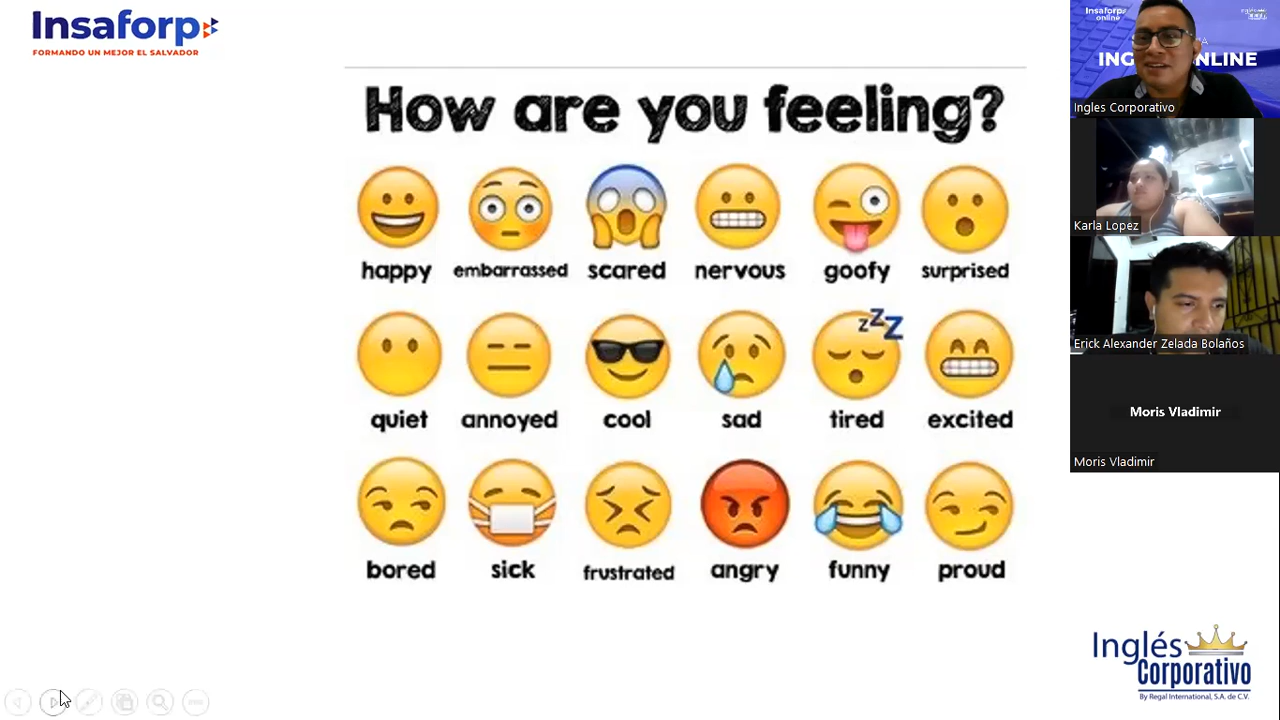 Insaforp
FORMANDO UN MEJOR EL SALVADOR
How are you feeling?
happy embarrassed scared nervous goofy surprised
z z Z
quiet annoyed cool sad tired excited
bored sick frustrated angry funny proud
Inglés
Corporativo
By Regal International, S.A. de C.V.
Insaforp
online
NLINE
Ingles Corporativo
Karla Lopez
Erick Alexander Zelada Bolaños
Moris Vladimir
Moris Vladimir